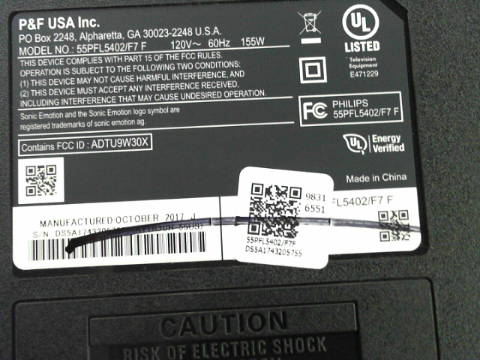 P&F USA Inc.
PO Box 2248, Alpharetta, GA 30023-2248 U.S.A.
MODEL NO : 55PFL5402/F7 F 120V~ 60Hz 155W
THIS DEVICE COMPLIES WITH PART 15 OF THE FCC RULES.
OPERATION IS SUBJECT TO THE FOLLOWING TWO CONDITIONS:
(1) THIS DEVICE MAY NOT CAUSE HARMFUL INTERFERENCE, AND
(2) THIS DEVICE MUST ACCEPT ANY INTERFERENCE RECEIVED,
INCLUDING INTERFERENCE THAT MAY CAUSE UNDESIRED OPERATION.
Sonic Emotion and the Sonic Emotion logo symbol are
registered trademarks of sonic emotion ag.
Contains FCC ID : ADTU9W30X
UL
LISTED
Television
Equipment
E471229
FC PHILIPS
55PFL5402/F7 F
UL Energy
Verified
Made in China
MANUFACTURED OCTOBER 2017 J
S/N DS5A1743205
9831
6551
55PFL5402/F7F
DS5A1743205755
FL5402/F7 F
CAUTION
RISK OF ELECTRIC SHOCK